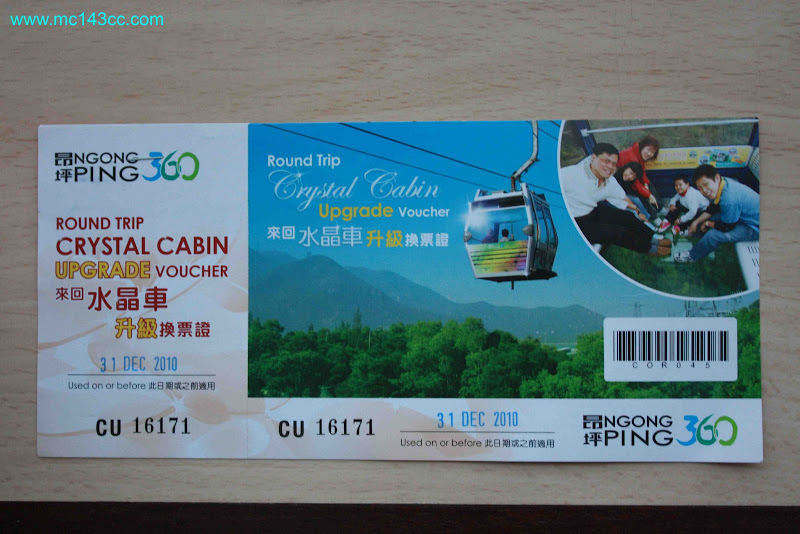 www.mc143cc.com
昂坪 NGONG PING 360
ROUND TRIP
CRYSTAL CABIN
UPGRADE VOUCHER
來回水晶車
升級換票證
31 DEC 2010
Used on or before 此日期或之前適用
CU 16171
Round Trip
Crystal Cabin
Upgrade Voucher
來回水晶車升級換票證
COR045
CU 16171
31 DEC 2010
Used on or before 此日期或之前適用
昂坪 NGONG PING 360